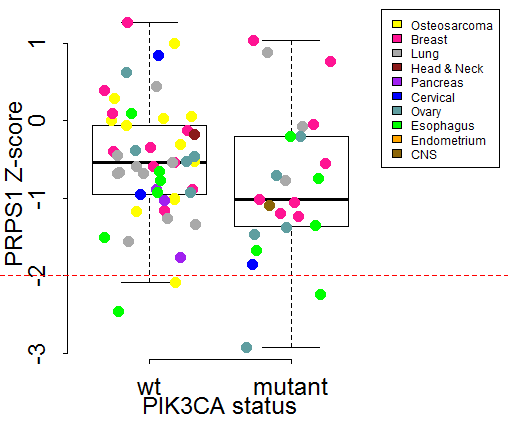 Osteosarcoma
Breast
Lung
Head & Neck
Pancreas
Cervical
Ovary
Esophagus
Endometrium
CNS
PRPS1 Z-score
1
0
-1
-2
-3
wt mutant
PIK3CA status